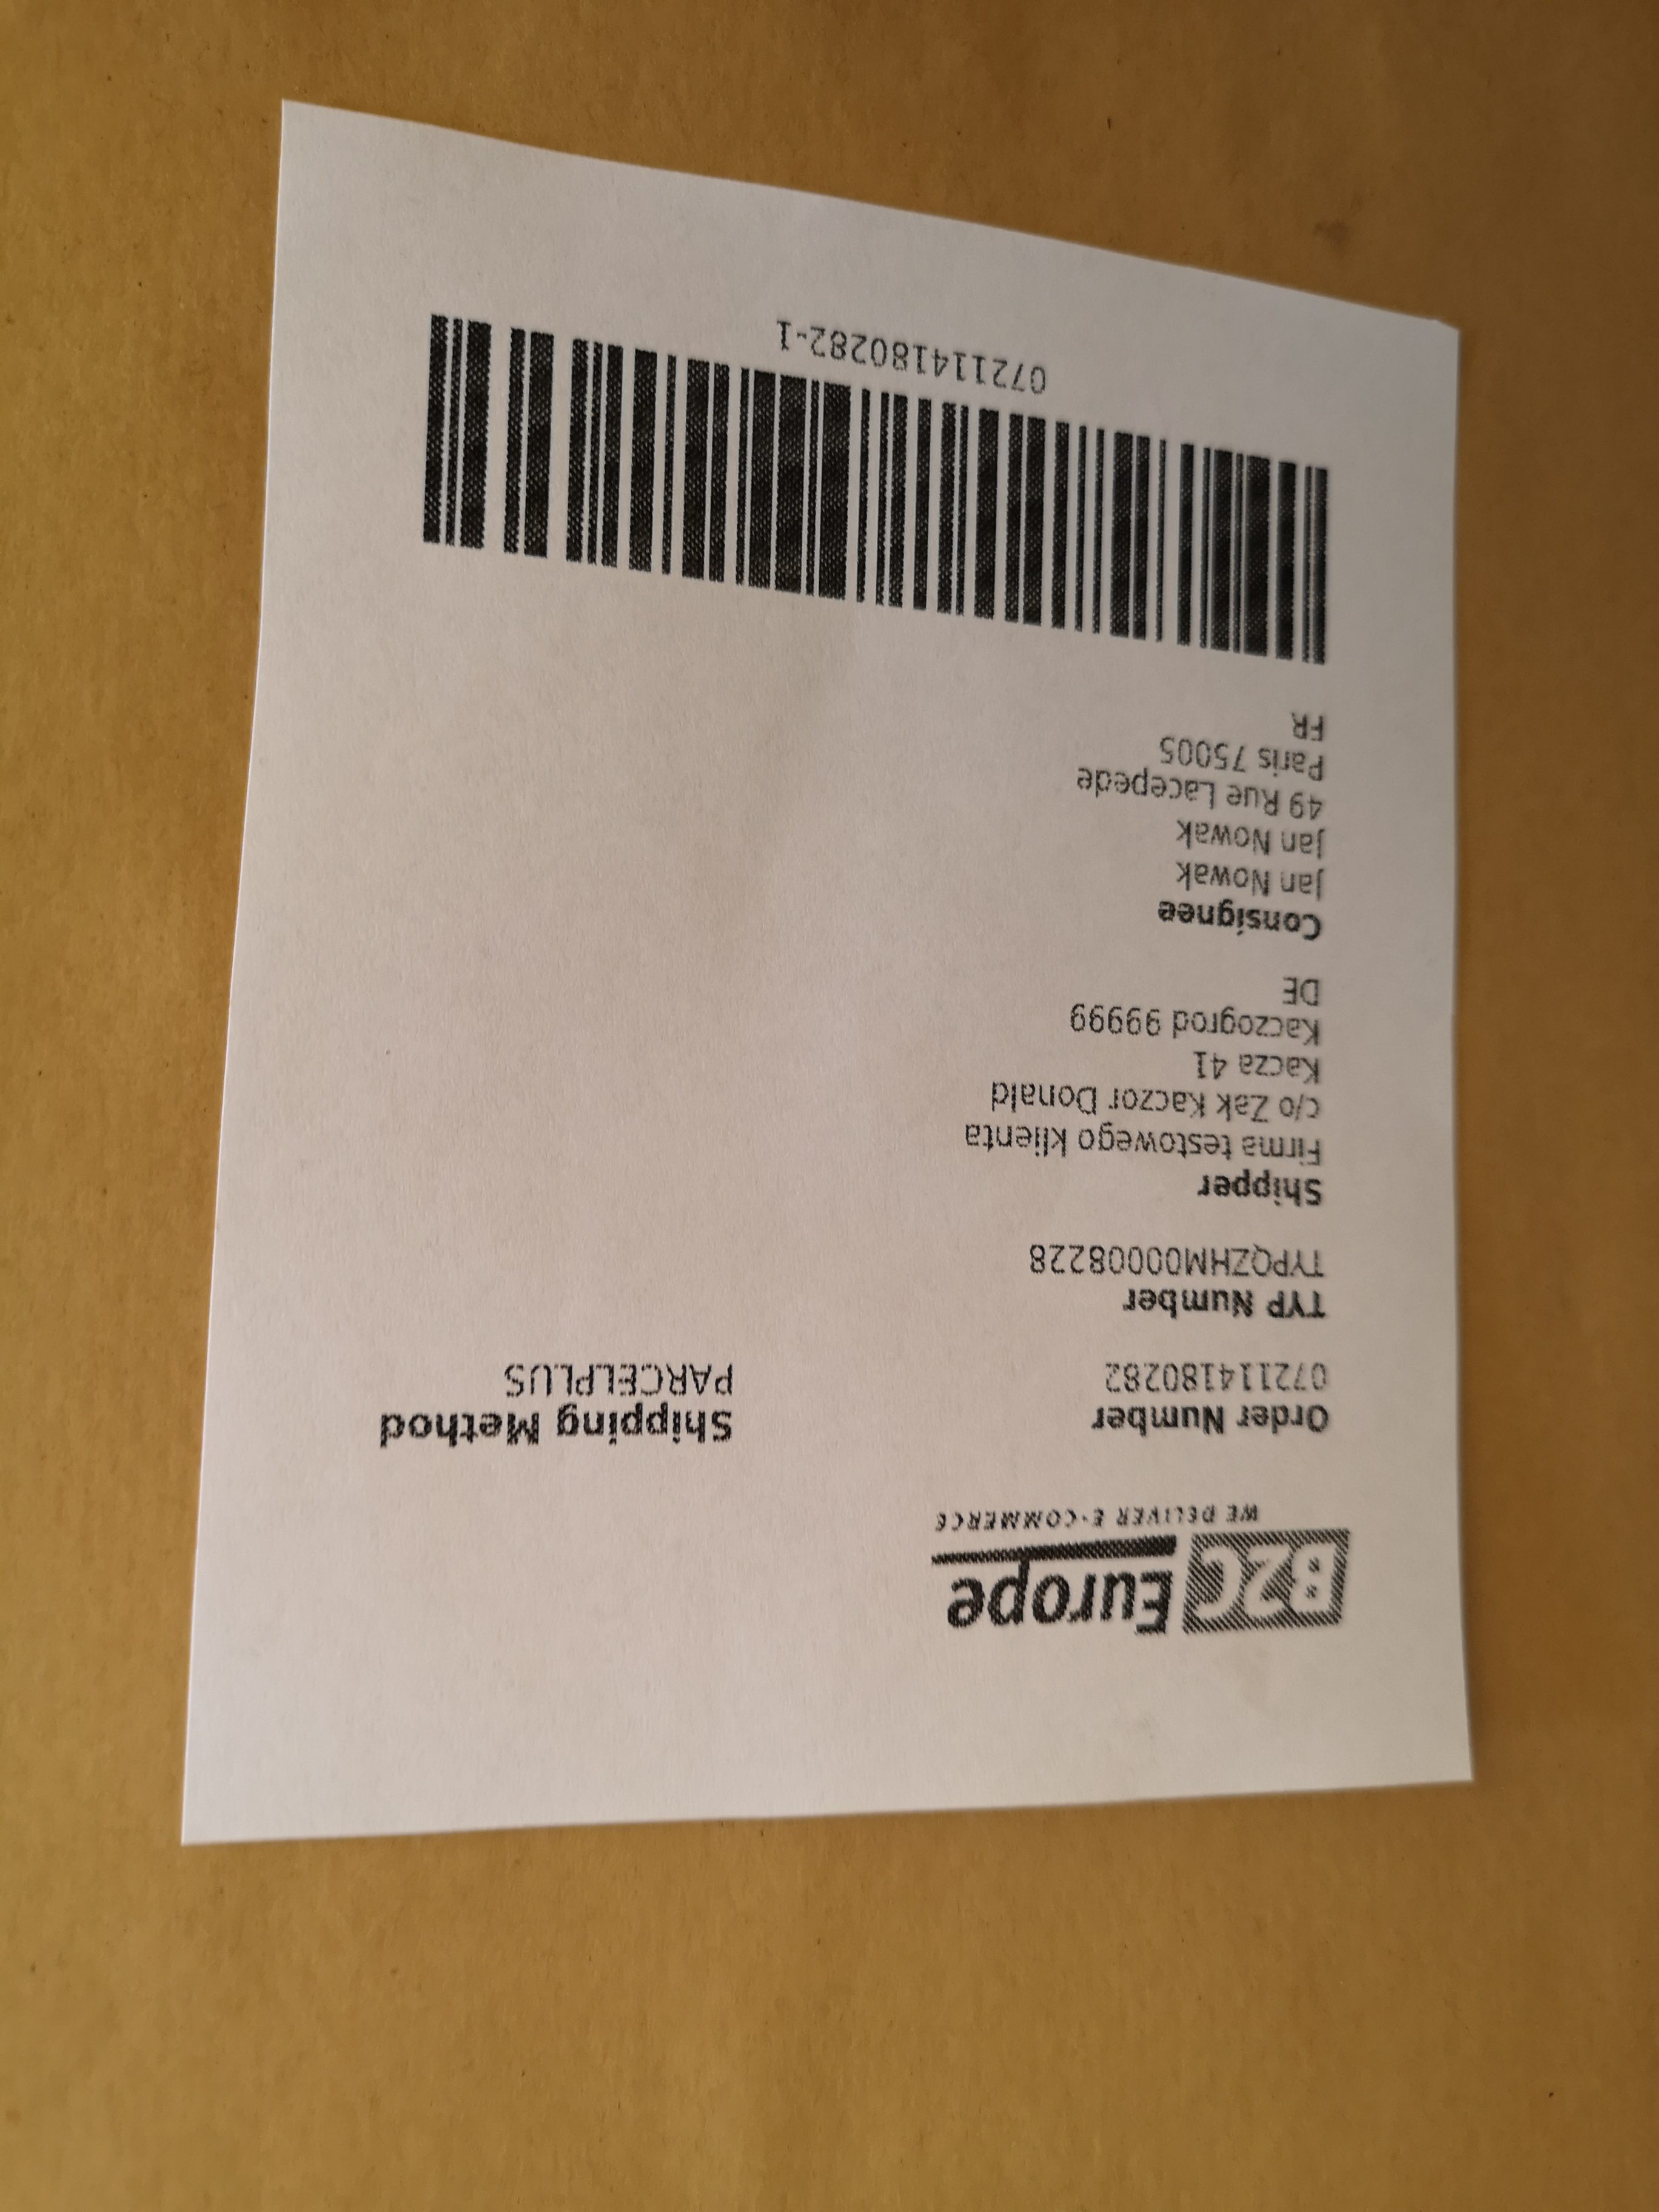 B2C Europe
WE DELIVER E-COMMERCE
Order Number
072114180282
Shipping Method
PARCELPLUS
TYP Number
TYPQZHM00008228
Shipper
Firma testowego klienta
c/o Zak Kaczor Donald
Kacza 41
Kaczogrod 99999
DE
Consignee
Jan Nowak
Jan Nowak
49 Rue Lacepede
Paris 75005
FR
072114180282-1